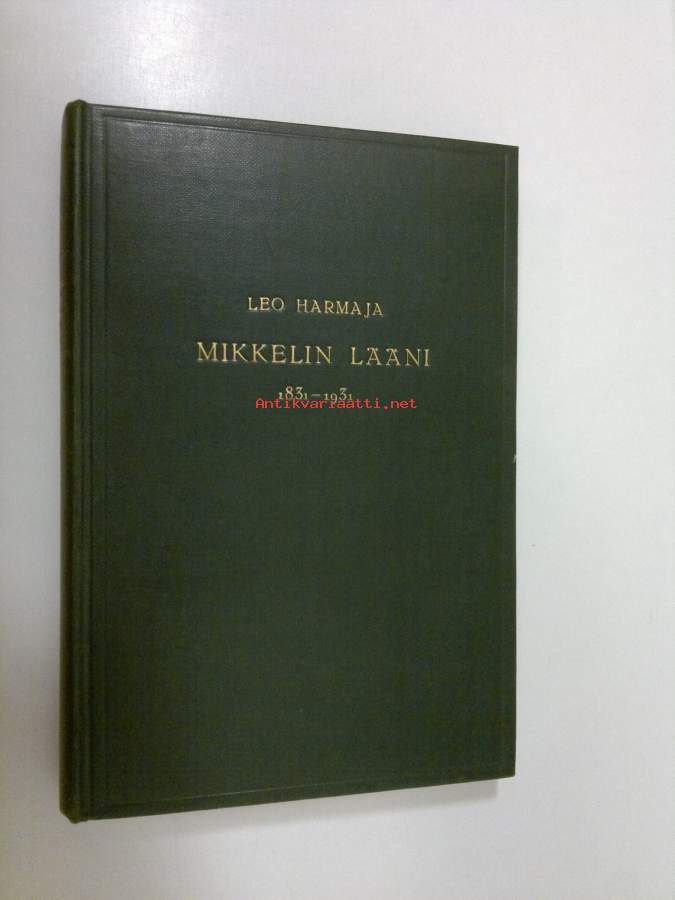 LEO HARMAJA
MIKKELIN LÄÄNI
1831–1931
Antikvariaatti.net